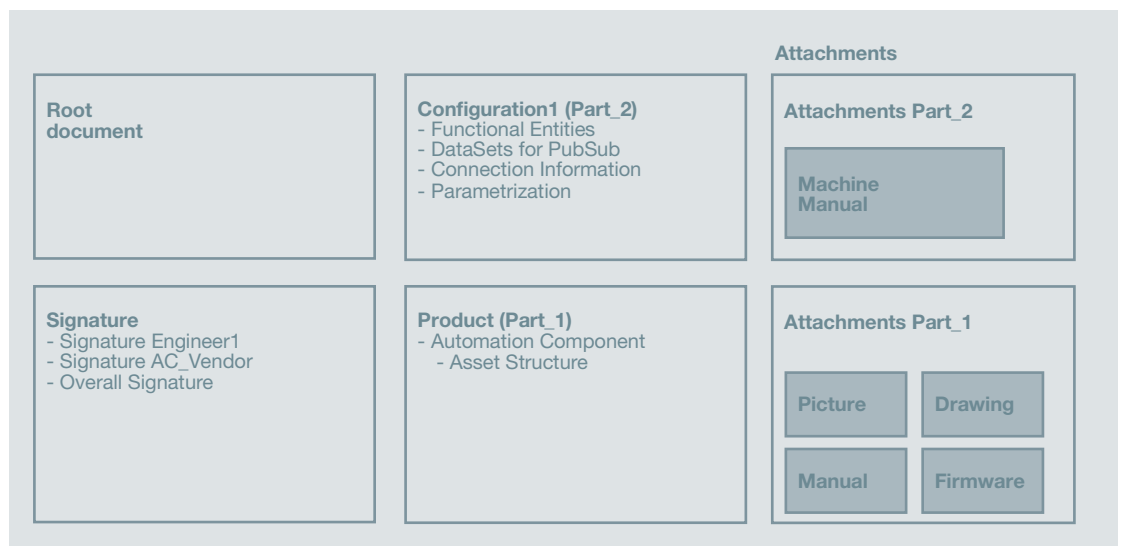 Attachments
Root
document
Configuration1 (Part_2)
- Functional Entities
- DataSets for PubSub
- Connection Information
- Parametrization
Attachments Part_2
Machine
Manual
Signature
- Signature Engineer1
- Signature AC_Vendor
- Overall Signature
Product (Part_1)
- Automation Component
- Asset Structure
Attachments Part_1
Picture
Drawing
Manual
Firmware